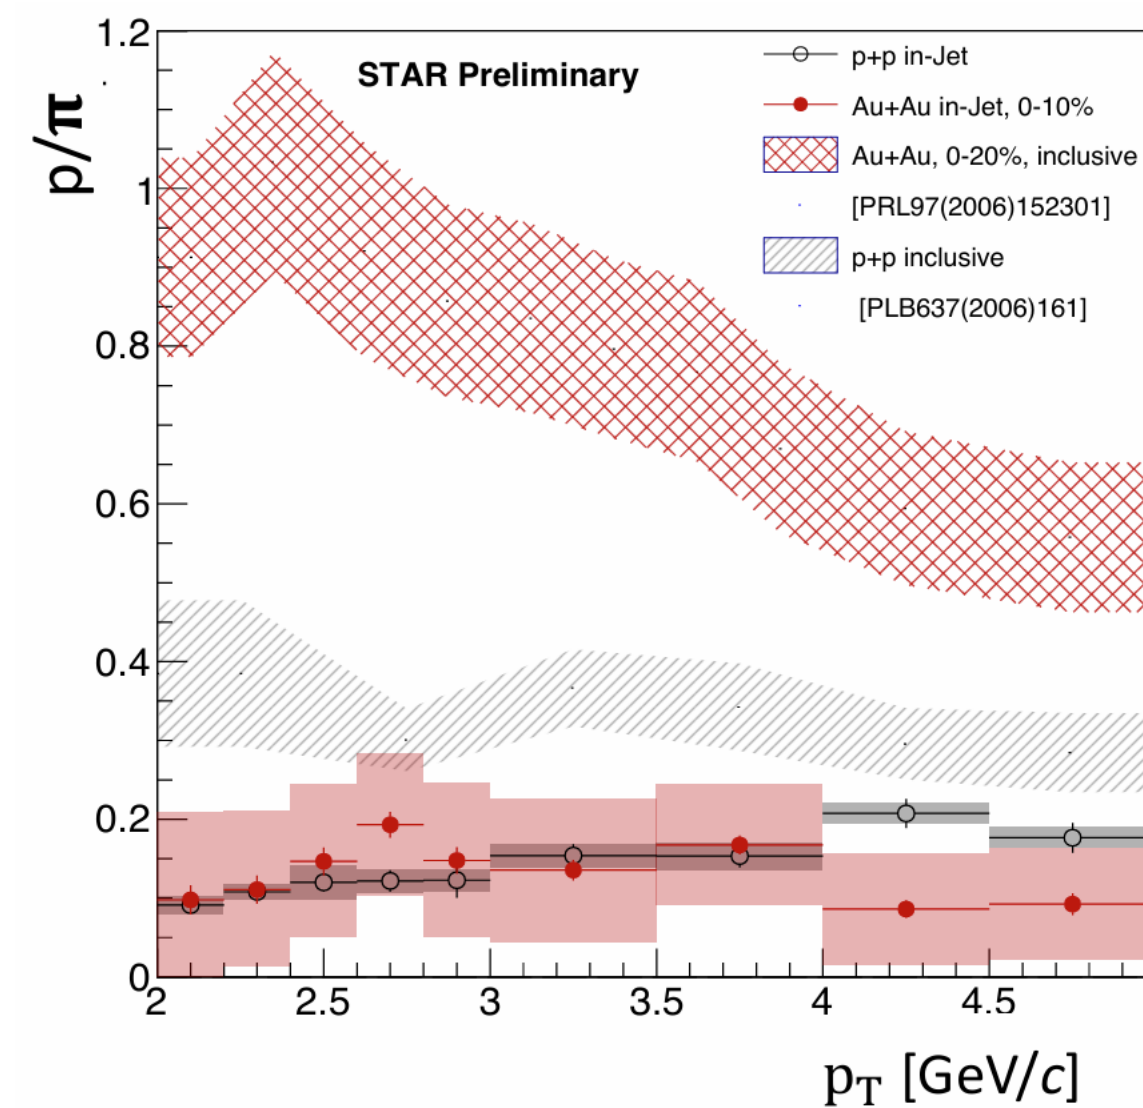 1.2
STAR Preliminary
p+p in-Jet
Au+Au in-Jet, 0-10%
p/π
Au+Au, 0-20%, inclusive
1
[PRL97(2006)152301]
p+p inclusive
[PLB637(2006)161]
0.8
0.6
0.4
0.2
0
2 2.5 3 3.5 4 4.5
pT [GeV/c]